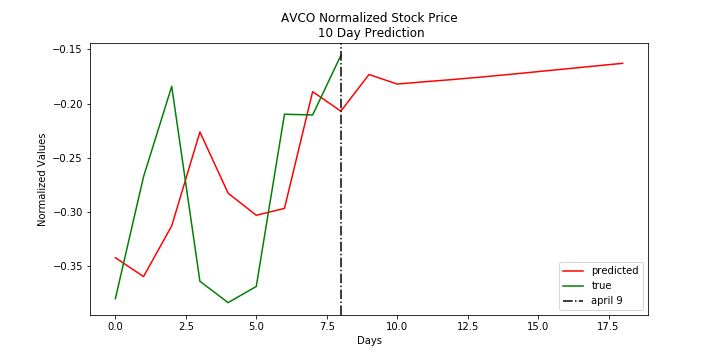 AVCO Normalized Stock Price
10 Day Prediction
Normalized Values
−0.15
−0.20
−0.25
−0.30
−0.35
0.0 2.5 5.0 7.5 10.0 12.5 15.0 17.5
Days
predicted
true
april 9